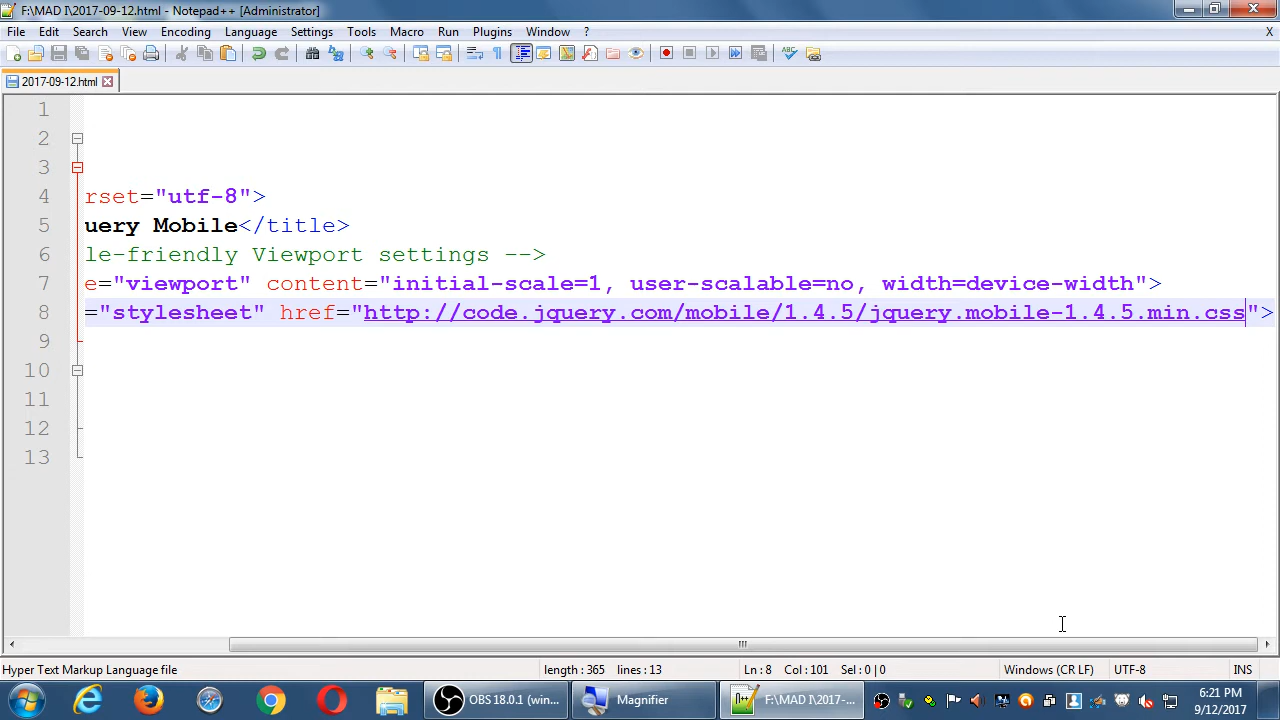 F:\MAD I\2017-09-12.html - Notepad++ [Administrator]
File Edit Search View Encoding Language Settings Tools Macro Run Plugins Window ? X
2017-09-12.html
1
2
3
4 rset="utf-8">
5 uery Mobile</title>
6 le-friendly Viewport settings -->
7 e="viewport" content="initial-scale=1, user-scalable=no, width=device-width">
8 ="stylesheet" href="http://code.jquery.com/mobile/1.4.5/jquery.mobile-1.4.5.min.css">
9
10
11
12
13
Hyper Text Markup Language file length : 365 lines : 13 Ln : 8 Col : 101 Sel : 0 | 0 Windows (CR LF) UTF-8 INS
OBS 18.0.1 (win... Magnifier F:\MAD I\2017-... 6:21 PM
9/12/2017